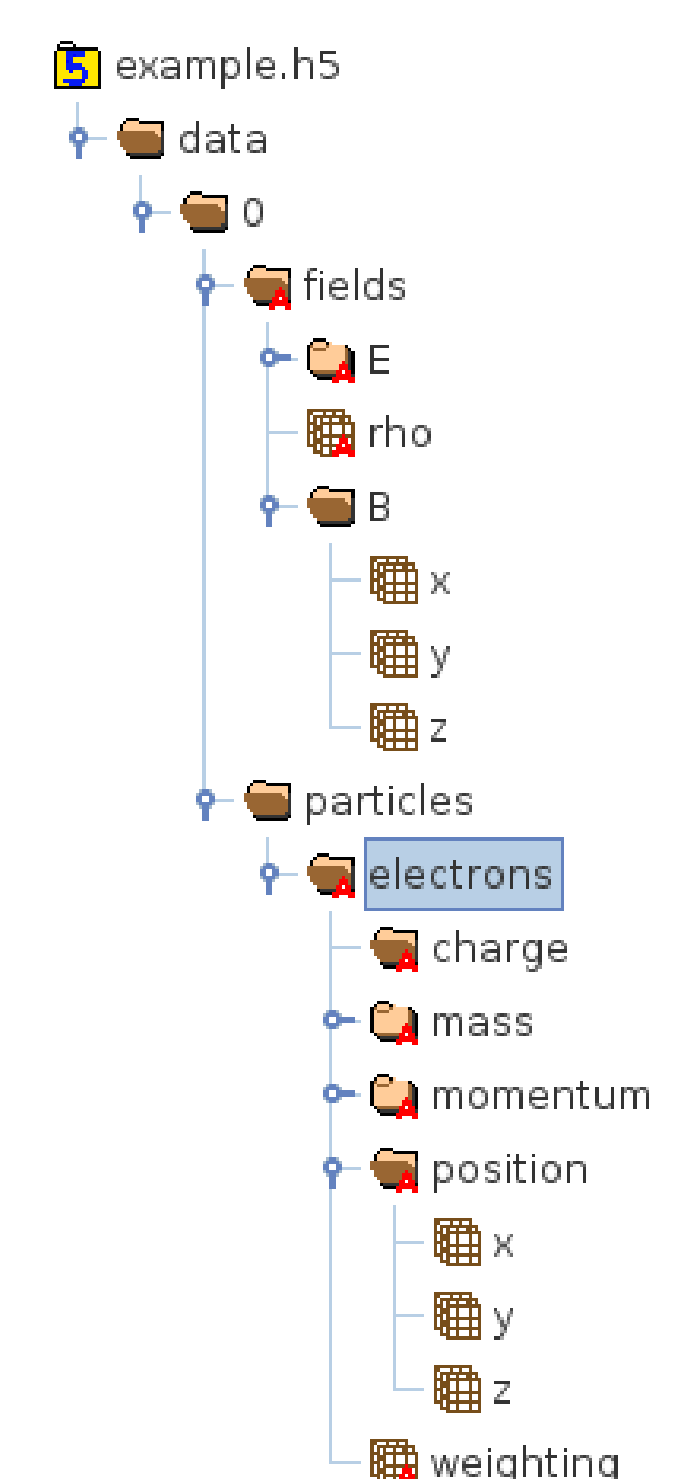 example.h5
data
0
fields
E
rho
B
x
y
z
particles
electrons
charge
mass
momentum
position
x
y
z
weighting